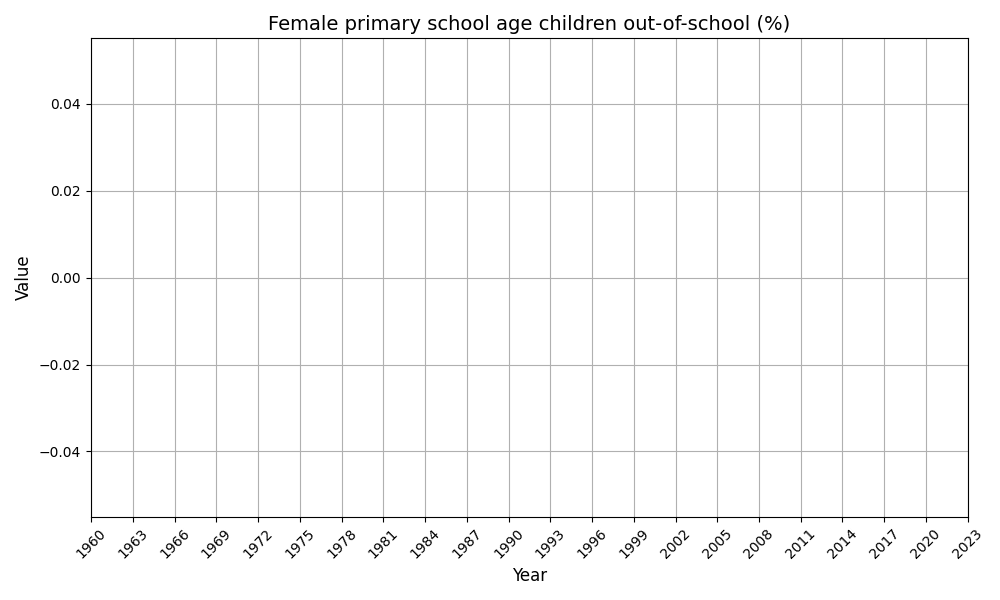 Female primary school age children out-of-school (%)
0.04
0.02
0.00
−0.02
−0.04
Value
1960 1963 1966 1969 1972 1975 1978 1981 1984 1987 1990 1993 1996 1999 2002 2005 2008 2011 2014 2017 2020 2023
Year